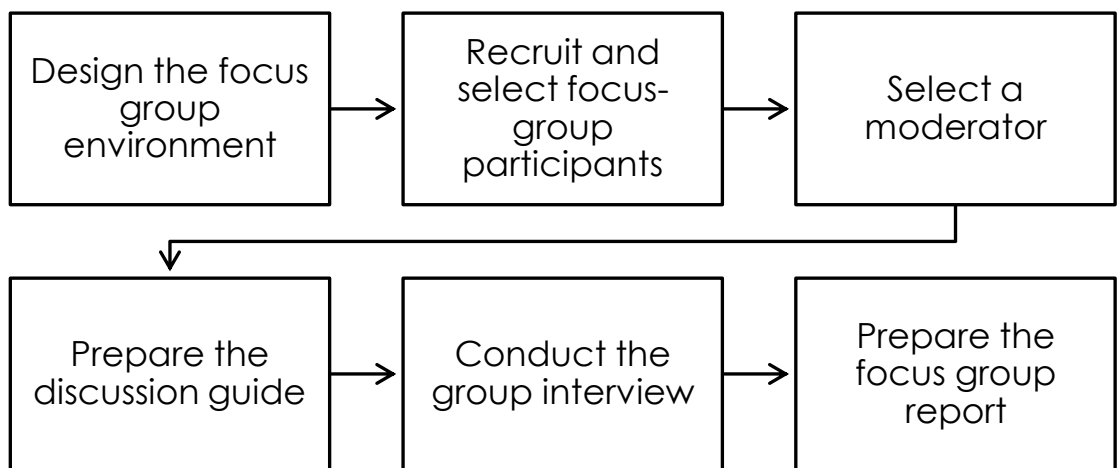 Design the focus
group
environment
Recruit and
select focus-
group
participants
Select a
moderator
Prepare the
discussion guide
Conduct the
group interview
Prepare the
focus group
report